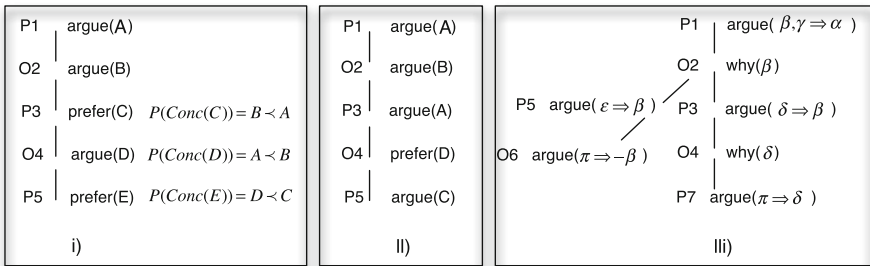 P1 argue(A)
O2 argue(B)
P3 prefer(C) P(Conc(C)) = B ≺ A
O4 argue(D) P(Conc(D)) = A ≺ B
P5 prefer(E) P(Conc(E)) = D ≺ C
i)
P1 argue(A)
O2 argue(B)
P3 argue(A)
O4 prefer(D)
P5 argue(C)
II)
P1 argue( β,γ ⇒ α )
O2 why(β)
P5 argue( ε ⇒ β )
P3 argue( δ ⇒ β )
O6 argue(π ⇒ −β )
O4 why(δ)
P7 argue(π ⇒ δ )
IIi)